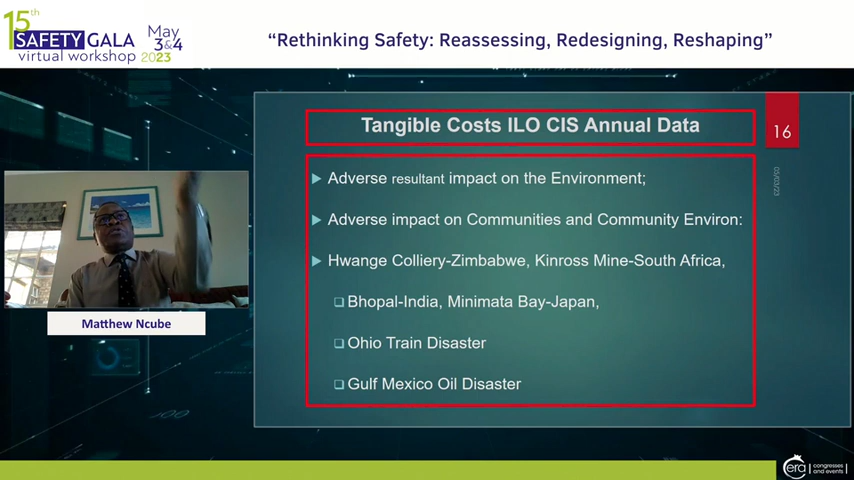 15th
SAFETY GALA
virtual workshop
May
3&4
2023
“Rethinking Safety: Reassessing, Redesigning, Reshaping”
Tangible Costs ILO CIS Annual Data
16
03/03/23
Adverse resultant impact on the Environment;
Adverse impact on Communities and Community Environ:
Hwange Colliery-Zimbabwe, Kinross Mine-South Africa,
Bhopal-India, Minimata Bay-Japan,
Ohio Train Disaster
Gulf Mexico Oil Disaster
Matthew Ncube
era
congresses
and events